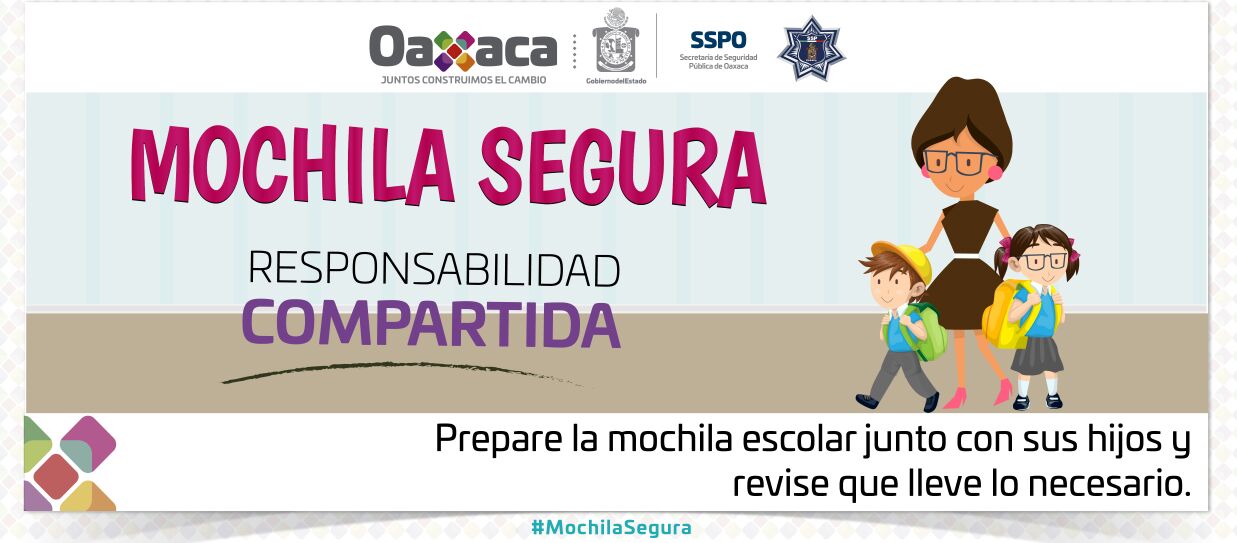 Oaxaca
JUNTOS CONSTRUIMOS EL CAMBIO
GobiernodelEstado
SSPO
Secretaría de Seguridad
Pública de Oaxaca
SSP
MOCHILA SEGURA
RESPONSABILIDAD
COMPARTIDA
Prepare la mochila escolar junto con sus hijos y
revise que lleve lo necesario.
#MochilaSegura